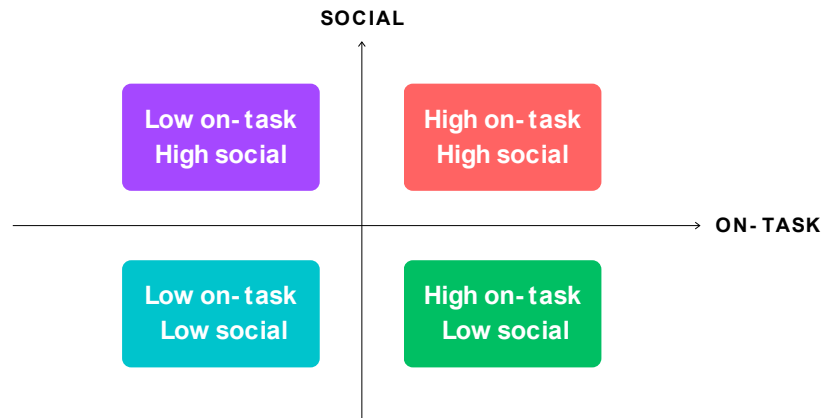 SOCIAL
Low on-task
High social
High on-task
High social
ON-TASK
Low on-task
Low social
High on-task
Low social